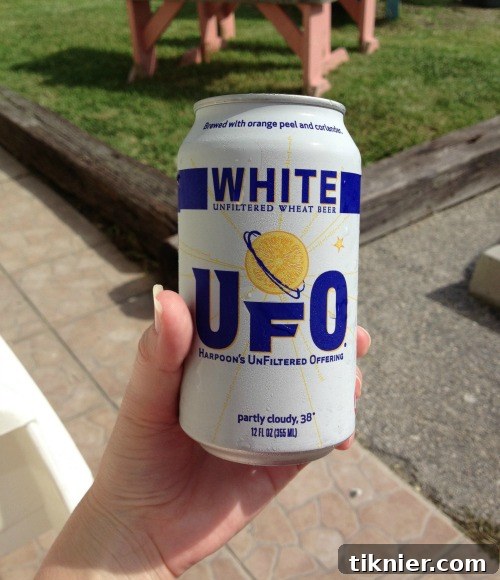 Brewed with orange peel and coriander.
WHITE
UNFILTERED WHEAT BEER
UFO.
HARPOON'S UNFILTERED OFFERING
partly cloudy, 38°
12 FL OZ (355 ML)
tiknier.com